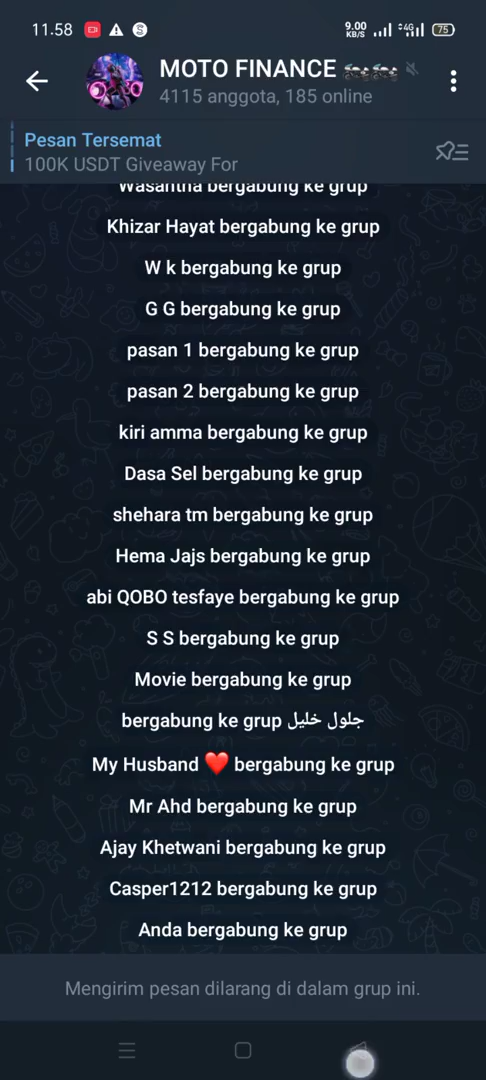 11.58
9.00
KB/S
4G
75
MOTO FINANCE
4115 anggota, 185 online
Pesan Tersemat
100K USDT Giveaway For
Wasantha bergabung ke grup
Khizar Hayat bergabung ke grup
W k bergabung ke grup
G G bergabung ke grup
pasan 1 bergabung ke grup
pasan 2 bergabung ke grup
kiri amma bergabung ke grup
Dasa Sel bergabung ke grup
shehara tm bergabung ke grup
Hema Jajs bergabung ke grup
abi QOBO tesfaye bergabung ke grup
S S bergabung ke grup
Movie bergabung ke grup
جلول خليل bergabung ke grup
My Husband ❤️ bergabung ke grup
Mr Ahd bergabung ke grup
Ajay Khetwani bergabung ke grup
Casper1212 bergabung ke grup
Anda bergabung ke grup
Mengirim pesan dilarang di dalam grup ini.